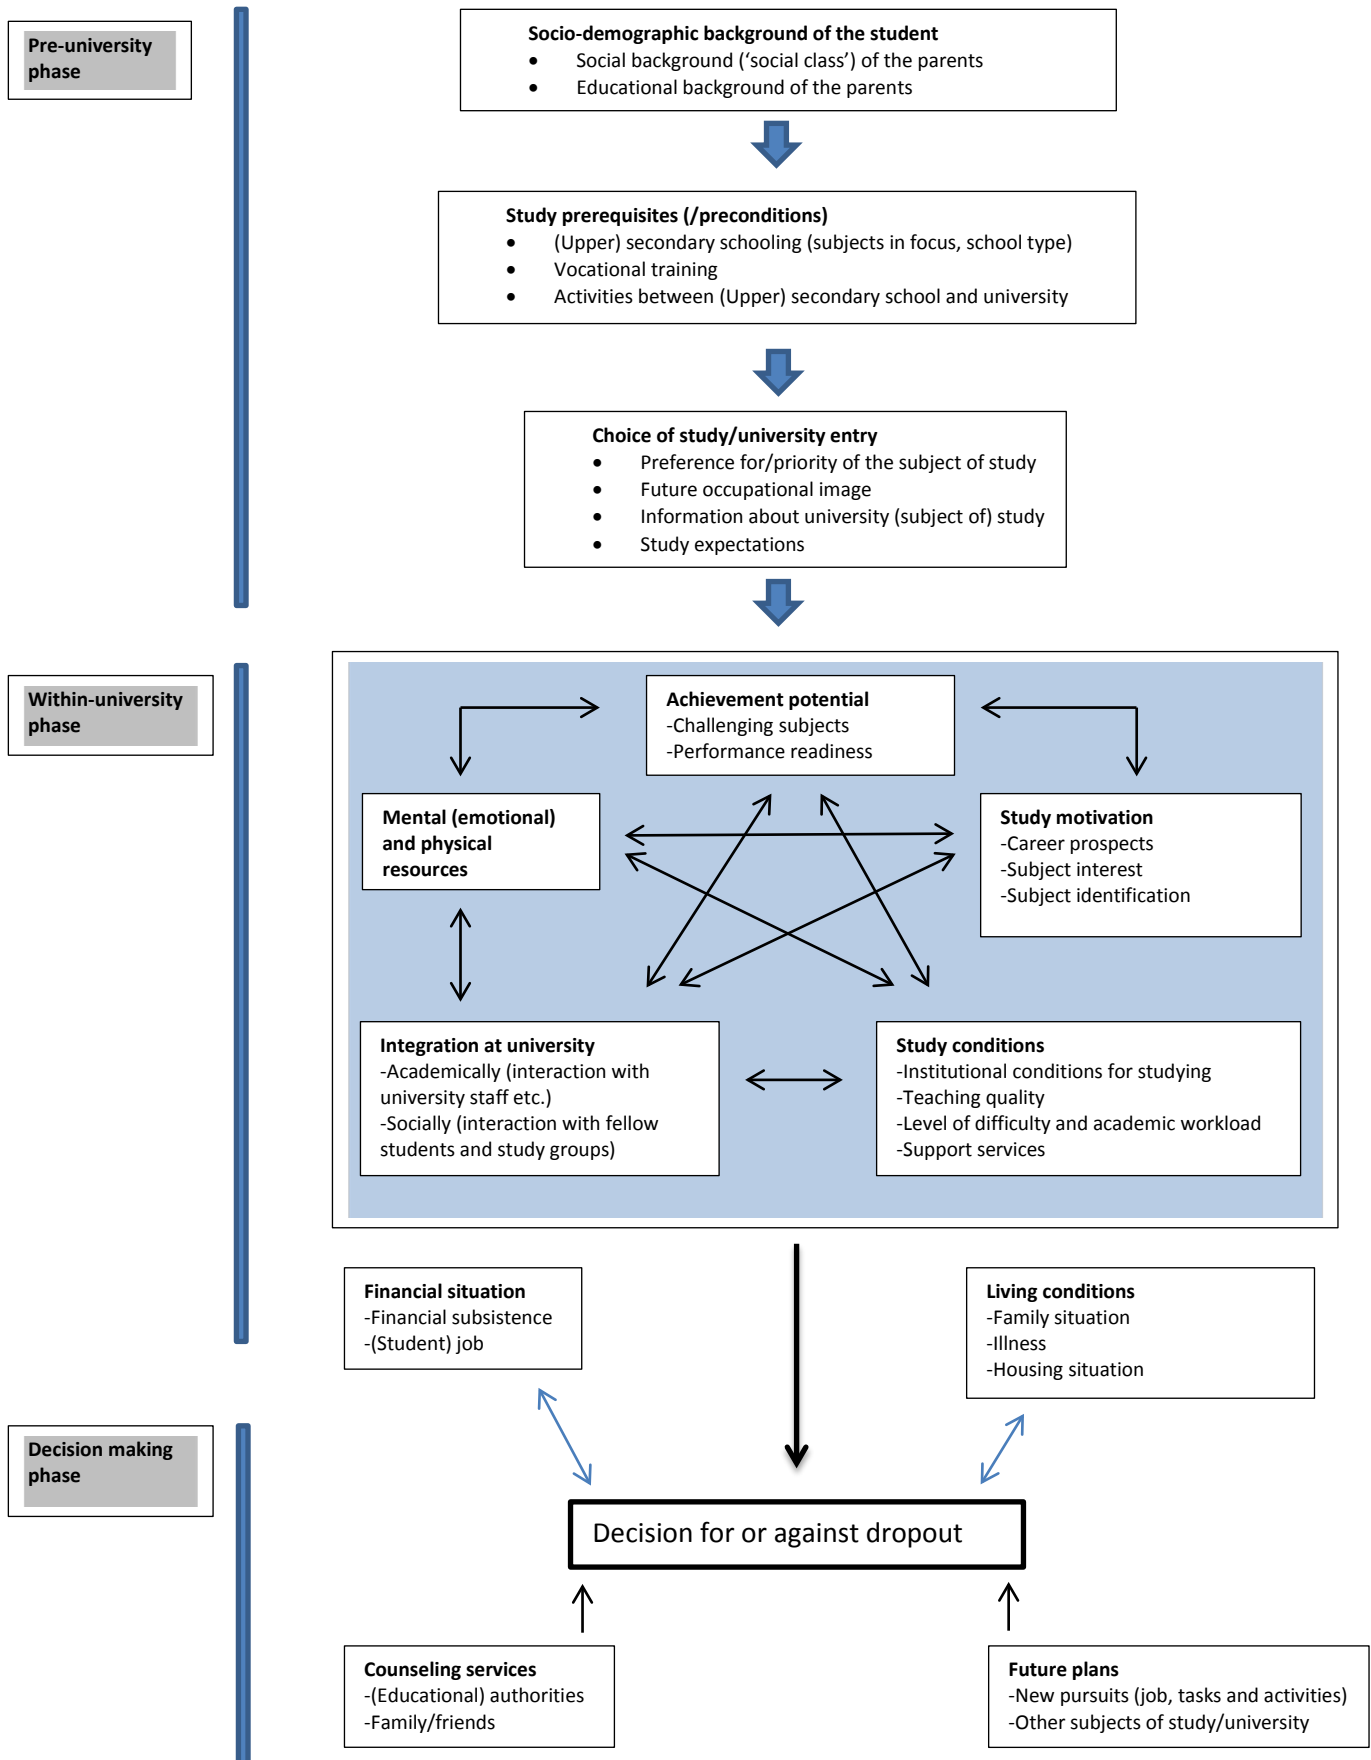 Pre-university
phase
Socio-demographic background of the student
• Social background (‘social class’) of the parents
• Educational background of the parents
Study prerequisites (/preconditions)
• (Upper) secondary schooling (subjects in focus, school type)
• Vocational training
• Activities between (Upper) secondary school and university
Choice of study/university entry
• Preference for/priority of the subject of study
• Future occupational image
• Information about university (subject of) study
• Study expectations
Within-university
phase
Achievement potential
-Challenging subjects
-Performance readiness
Mental (emotional)
and physical
resources
Study motivation
-Career prospects
-Subject interest
-Subject identification
Integration at university
-Academically (interaction with
university staff etc.)
-Socially (interaction with fellow
students and study groups)
Study conditions
-Institutional conditions for studying
-Teaching quality
-Level of difficulty and academic workload
-Support services
Financial situation
-Financial subsistence
-(Student) job
Living conditions
-Family situation
-Illness
-Housing situation
Decision making
phase
Decision for or against dropout
Counseling services
-(Educational) authorities
-Family/friends
Future plans
-New pursuits (job, tasks and activities)
-Other subjects of study/university